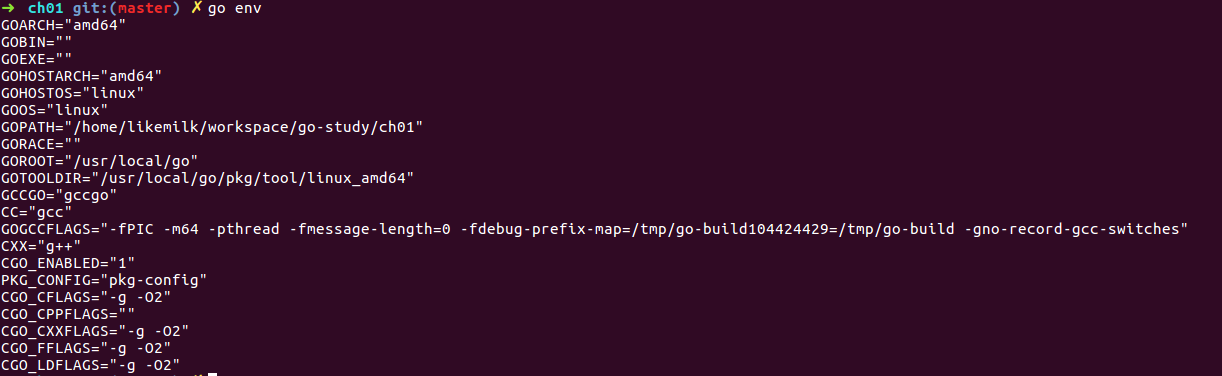 ➜ ch01 git:(master) ✗ go env
GOARCH="amd64"
GOBIN=""
GOEXE=""
GOHOSTARCH="amd64"
GOHOSTOS="linux"
GOOS="linux"
GOPATH="/home/likemilk/workspace/go-study/ch01"
GORACE=""
GOROOT="/usr/local/go"
GOTOOLDIR="/usr/local/go/pkg/tool/linux_amd64"
GCCGO="gccgo"
CC="gcc"
GOGCCFLAGS="-fPIC -m64 -pthread -fmessage-length=0 -fdebug-prefix-map=/tmp/go-build104424429=/tmp/go-build -gno-record-gcc-switches"
CXX="g++"
CGO_ENABLED="1"
PKG_CONFIG="pkg-config"
CGO_CFLAGS="-g -O2"
CGO_CPPFLAGS=""
CGO_CXXFLAGS="-g -O2"
CGO_FFLAGS="-g -O2"
CGO_LDFLAGS="-g -O2"